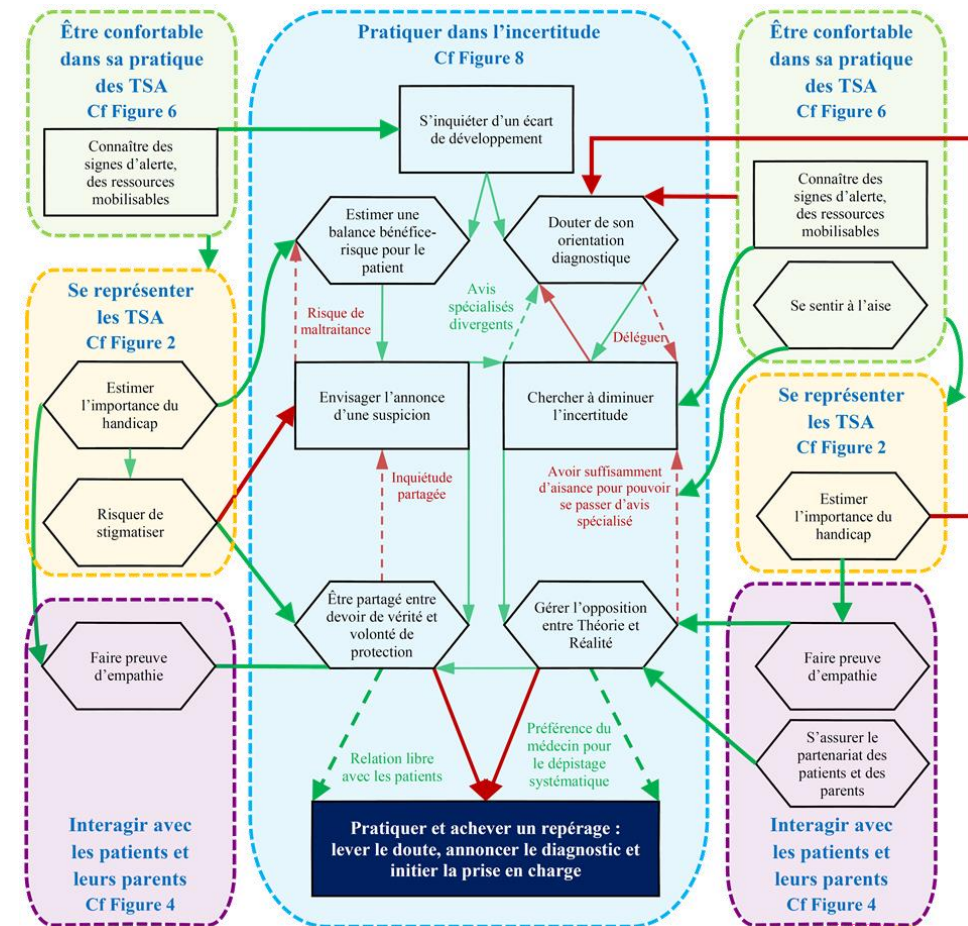 Être confortable
dans sa pratique
des TSA
Cf Figure 6
Connaître des
signes d’alerte,
des ressources
mobilisables
Se représenter
les TSA
Cf Figure 2
Estimer
l’importance du
handicap
Risquer de
stigmatiser
Faire preuve
d’empathie
Interagir avec
les patients et
leurs parents
Cf Figure 4
Pratiquer dans l’incertitude
Cf Figure 8
S’inquiéter d’un écart
de développement
Estimer une
balance bénéfice-
risque pour le
patient
Douter de son
orientation
diagnostique
Risque de
maltraitance
Avis
spécialisés
divergents
Déléguer
Envisager l’annonce
d’une suspicion
Chercher à diminuer
l’incertitude
Inquiétude
partagée
Avoir suffisamment
d’aisance pour pouvoir
se passer d’avis
spécialisé
Être partagé entre
devoir de vérité et
volonté de
protection
Gérer l’opposition
entre Théorie et
Réalité
Relation libre
avec les patients
Préférence du
médecin pour
le dépistage
systématique
Pratiquer et achever un repérage :
lever le doute, annoncer le diagnostic et
initier la prise en charge
Être confortable
dans sa pratique
des TSA
Cf Figure 6
Connaître des
signes d’alerte,
des ressources
mobilisables
Se sentir à l’aise
Se représenter
les TSA
Cf Figure 2
Estimer
l’importance du
handicap
Faire preuve
d’empathie
S’assurer le
partenariat des
patients et des
parents
Interagir avec
les patients et
leurs parents
Cf Figure 4